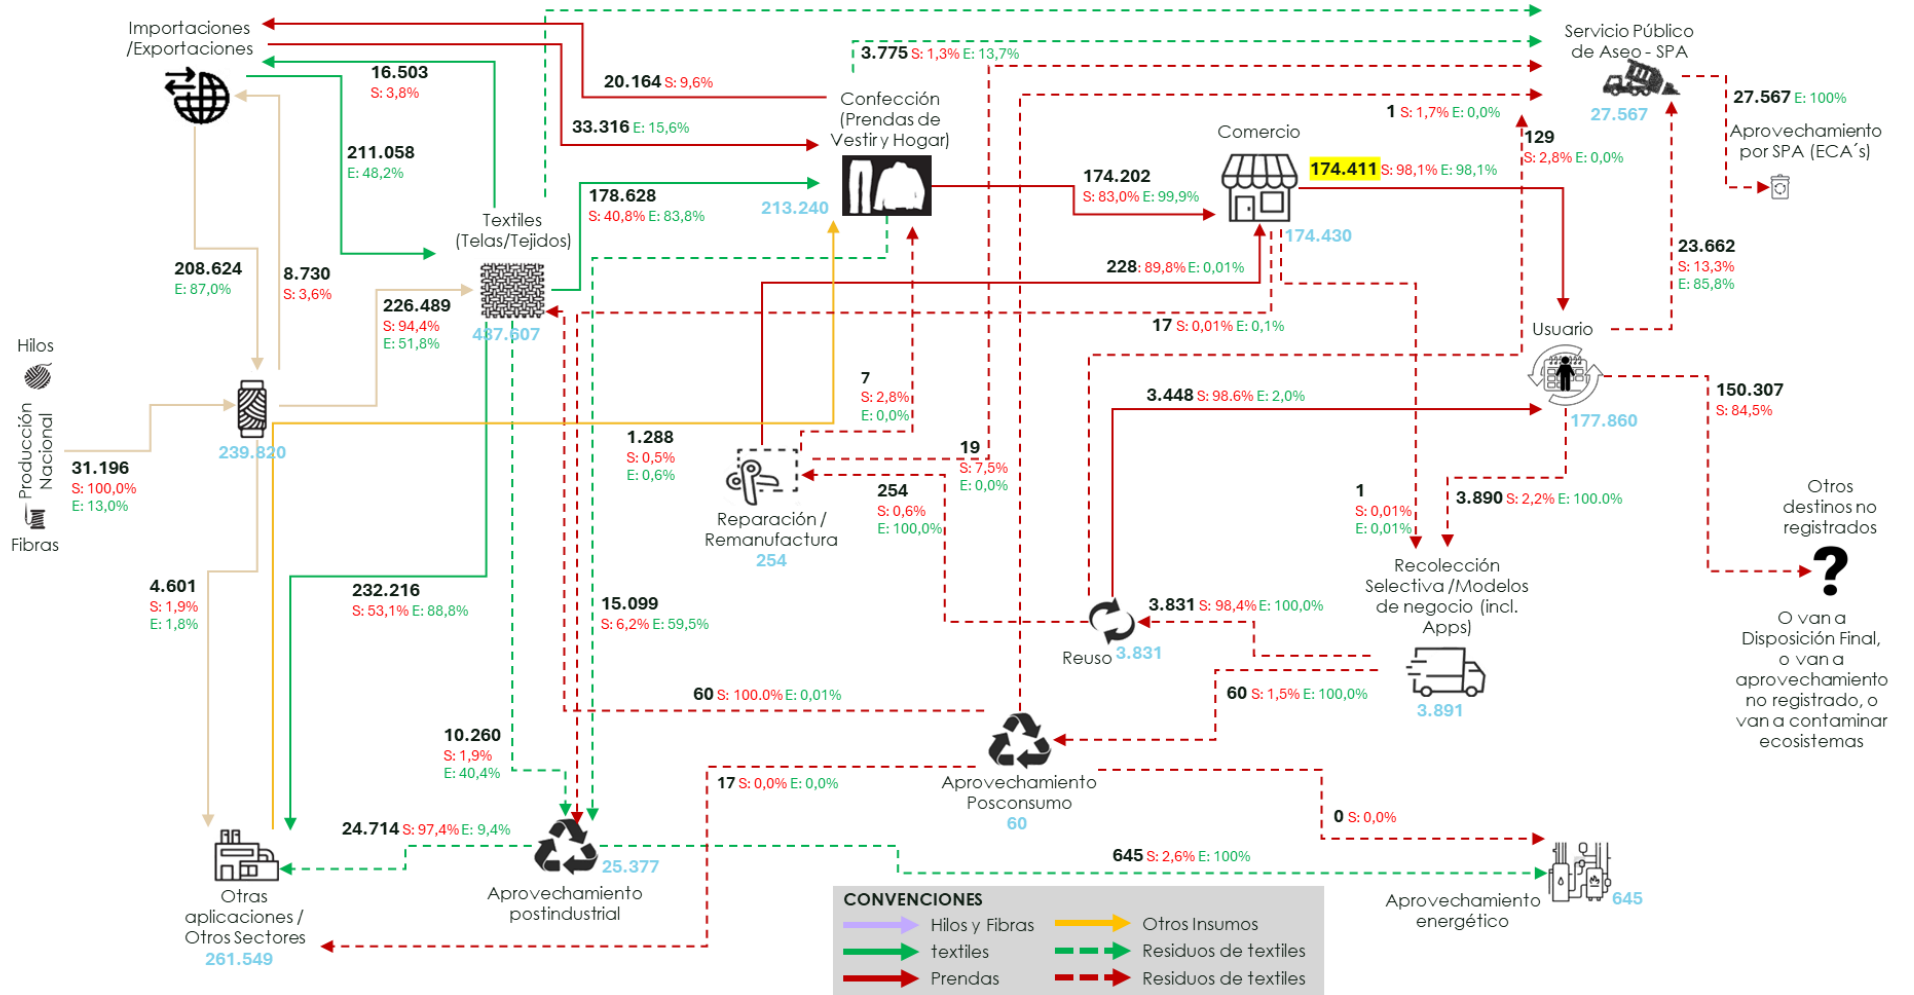 Importaciones
/Exportaciones
16.503
S: 3,8%
20.164 S: 9,6%
33.316 E: 15,6%
3.775 S: 1,3% E: 13,7%
Confección
(Prendas de
Vestir y Hogar)
213.240
Servicio Público
de Aseo - SPA
27.567
27.567 E: 100%
Aprovechamiento
por SPA (ECA´s)
1 S: 1,7% E: 0,0%
129
S: 2,8% E: 0,0%
Comercio
174.411 S: 98,1% E: 98,1%
174.430
174.202
S: 83,0% E: 99,9%
211.058
E: 48,2%
178.628
S: 40,8% E: 83,8%
Textiles
(Telas/Tejidos)
437.607
208.624
E: 87,0%
8.730
S: 3,6%
226.489
S: 94,4%
E: 51,8%
228: 89,8% E: 0,01%
17 S: 0,01% E: 0,1%
23.662
S: 13,3%
E: 85,8%
Usuario
177.860
150.307
S: 84,5%
Hilos
Producción
Nacional
Fibras
31.196
S: 100,0%
E: 13,0%
239.820
7
S: 2,8%
E: 0,0%
3.448 S: 98.6% E: 2,0%
1.288
S: 0,5%
E: 0,6%
19
S: 7,5%
E: 0,0%
254
S: 0,6%
E: 100,0%
Reparación /
Remanufactura
254
1
S: 0,01%
E: 0,01%
3.890 S: 2,2% E: 100.0%
Otros
destinos no
registrados
?
O van a
Disposición Final,
o van a
aprovechamiento
no registrado, o
van a contaminar
ecosistemas
Recolección
Selectiva /Modelos
de negocio (incl.
Apps)
3.891
4.601
S: 1,9%
E: 1,8%
232.216
S: 53,1% E: 88,8%
15.099
S: 6,2% E: 59,5%
3.831 S: 98,4% E: 100,0%
Reuso 3.831
60 S: 100.0% E: 0,01%
60 S: 1,5% E: 100,0%
10.260
S: 1,9%
E: 40,4%
17 S: 0,0% E: 0,0%
Aprovechamiento
Posconsumo
60
0 S: 0,0%
24.714 S: 97,4% E: 9,4%
25.377
Aprovechamiento
postindustrial
645 S: 2,6% E: 100%
Aprovechamiento
energético
645
Otras
aplicaciones /
Otros Sectores
261.549
CONVENCIONES
Hilos y Fibras
Otros Insumos
textiles
Residuos de textiles
Prendas
Residuos de textiles